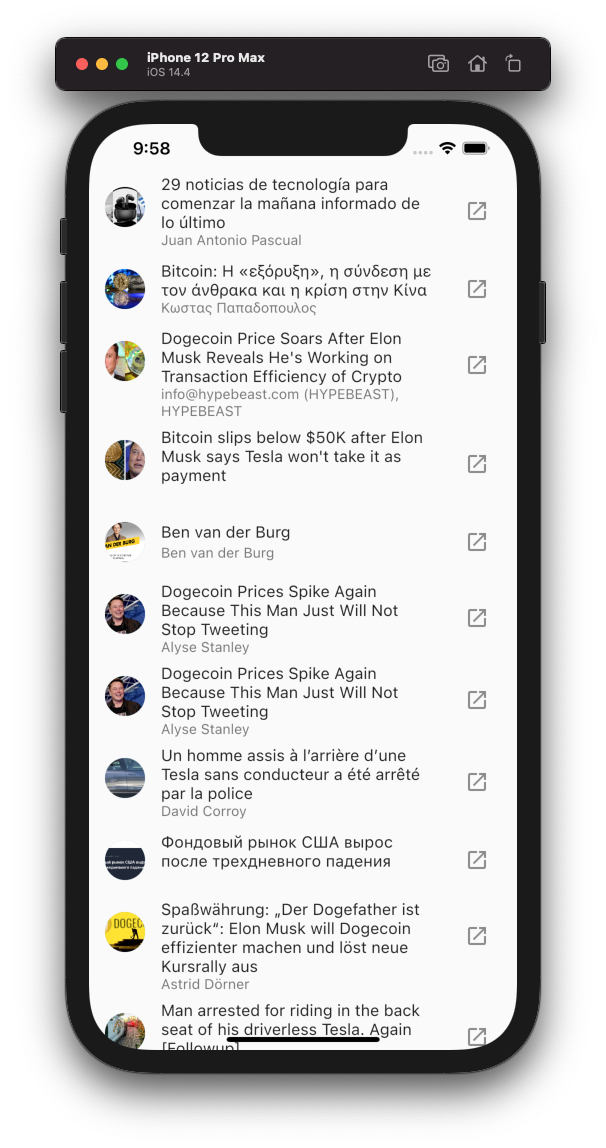 iPhone 12 Pro Max
iOS 14.4
9:58
29 noticias de tecnología para
comenzar la mañana informado de
lo último
Juan Antonio Pascual
Bitcoin: Η «εξόρυξη», η σύνδεση με
τον άνθρακα και η κρίση στην Κίνα
Κωστας Παπαδοπουλος
Dogecoin Price Soars After Elon
Musk Reveals He's Working on
Transaction Efficiency of Crypto
info@hypebeast.com (HYPEBEAST),
HYPEBEAST
Bitcoin slips below $50K after Elon
Musk says Tesla won't take it as
payment
Ben van der Burg
Ben van der Burg
Dogecoin Prices Spike Again
Because This Man Just Will Not
Stop Tweeting
Alyse Stanley
Dogecoin Prices Spike Again
Because This Man Just Will Not
Stop Tweeting
Alyse Stanley
Un homme assis à l’arrière d’une
Tesla sans conducteur a été arrêté
par la police
David Corroy
Фондовый рынок США вырос
после трехдневного падения
DOGEC
Spaßwährung: „Der Dogefather ist
zurück“: Elon Musk will Dogecoin
effizienter machen und löst neue
Kursrally aus
Astrid Dörner
Man arrested for riding in the back
seat of his driverless Tesla. Again
[Followup]